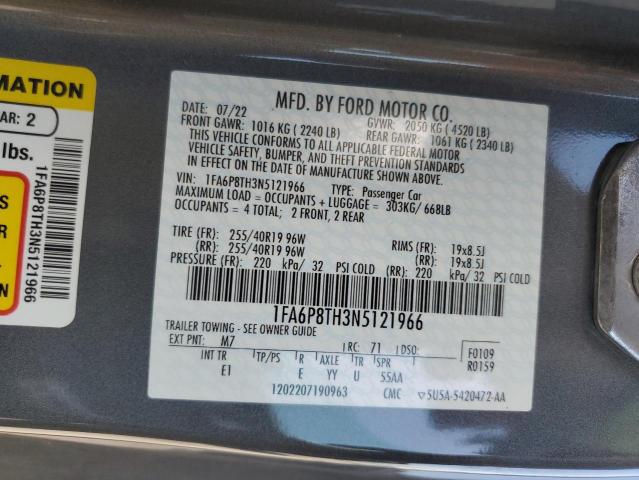 RMATION
AR: 2
lbs.
S
R
S
1FA6P8TH3N5121966
MFD. BY FORD MOTOR CO.
DATE: 07/22 GVWR: 2050 KG (4520 LB)
FRONT GAWR: 1016 KG (2240 LB) REAR GAWR: 1061 KG (2340 LB)
THIS VEHICLE CONFORMS TO ALL APPLICABLE FEDERAL MOTOR
VEHICLE SAFETY, BUMPER, AND THEFT PREVENTION STANDARDS
IN EFFECT ON THE DATE OF MANUFACTURE SHOWN ABOVE.
VIN: 1FA6P8TH3N5121966 TYPE: Passenger Car
MAXIMUM LOAD = OCCUPANTS + LUGGAGE = 303KG/ 668LB
OCCUPANTS = 4 TOTAL; 2 FRONT, 2 REAR
TIRE (FR): 255/40R19 96W RIMS (FR): 19x8.5J
(RR): 255/40R19 96W (RR): 19x8.5J
PRESSURE (FR): 220 kPa/ 32 PSI COLD (RR): 220 kPa/ 32 PSI COLD
1FA6P8TH3N5121966
TRAILER TOWING - SEE OWNER GUIDE
EXT PNT: M7 RC: 71 DSO: F0109
INT TR TP/PS R AXLE TR SPR R0159
E1 E YY U 55AA
1202207190963 CMC ▽5U5A-5420472-AA